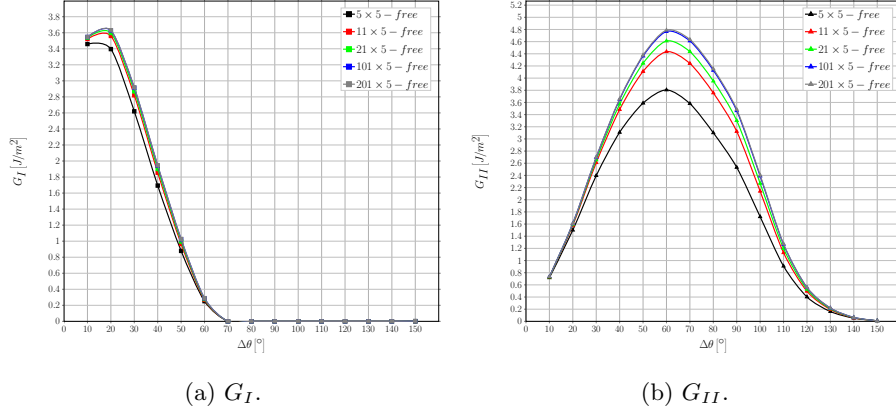 4
3.8
3.6
3.4
3.2
3
2.8
2.6
2.4
2.2
2
1.8
1.6
1.4
1.2
1
0.8
0.6
0.4
0.2
0
G_I [J/m²]
0 10 20 30 40 50 60 70 80 90 100 110 120 130 140 150
Δθ [°]
5 × 5 − free
11 × 5 − free
21 × 5 − free
101 × 5 − free
201 × 5 − free
(a) G_I.
5.2
5
4.8
4.6
4.4
4.2
4
3.8
3.6
3.4
3.2
3
2.8
2.6
2.4
2.2
2
1.8
1.6
1.4
1.2
1
0.8
0.6
0.4
0.2
0
G_II [J/m²]
0 10 20 30 40 50 60 70 80 90 100 110 120 130 140 150
Δθ [°]
5 × 5 − free
11 × 5 − free
21 × 5 − free
101 × 5 − free
201 × 5 − free
(b) G_II.